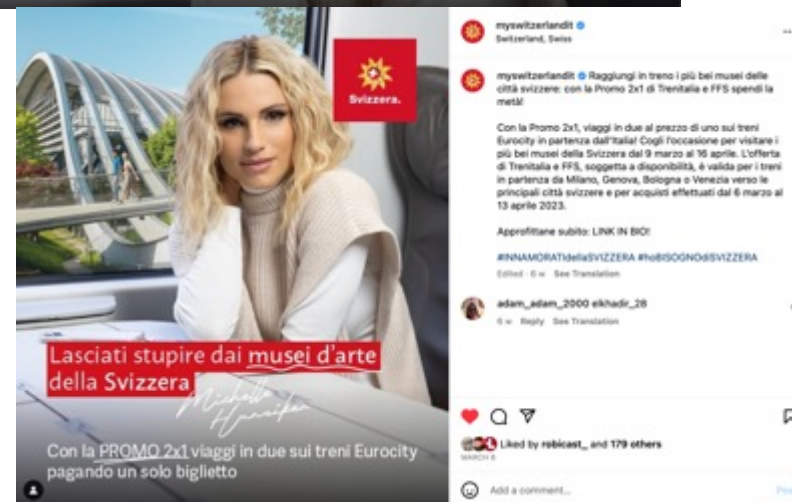 Svizzera.
Lasciati stupire dai musei d'arte
della Svizzera
Michelle
Hunziker
Con la PROMO 2x1 viaggi in due sui treni Eurocity
pagando un solo biglietto
myswitzerlandit
Switzerland, Swiss
myswitzerlandit Raggiungi in treno i più bei musei delle
città svizzere: con la Promo 2x1 di Trenitalia e FFS spendi la
metà!
Con la Promo 2x1, viaggi in due al prezzo di uno sui treni
Eurocity in partenza dall'Italia! Cogli l'occasione per visitare i
più bei musei della Svizzera dal 9 marzo al 16 aprile. L'offerta
di Trenitalia e FFS, soggetta a disponibilità, è valida per i treni
in partenza da Milano, Genova, Bologna o Venezia verso le
principali città svizzere e per acquisti effettuati dal 6 marzo al
13 aprile 2023.
Approfittane subito: LINK IN BIO!
#INNAMORATIdellaSVIZZERA #hoBISOGNOdiSVIZZERA
Edited · 6 w See Translation
adam_adam_2000 elkhadir_28
6 w Reply See Translation
Liked by robicast_ and 179 others
MARCH 6
Add a comment...
Post